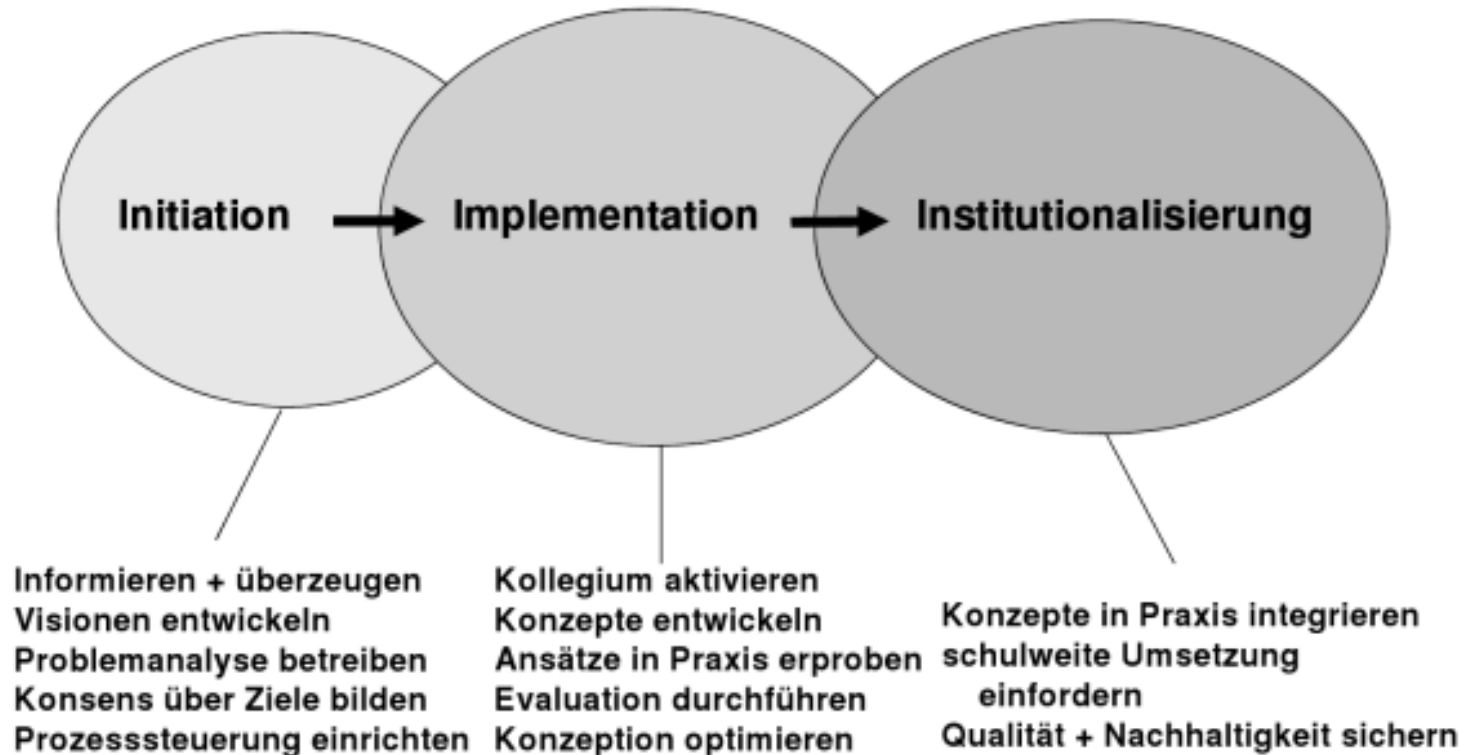 Initiation
Implementation
Institutionalisierung
Informieren + überzeugen
Visionen entwickeln
Problemanalyse betreiben
Konsens über Ziele bilden
Prozesssteuerung einrichten
Kollegium aktivieren
Konzepte entwickeln
Ansätze in Praxis erproben
Evaluation durchführen
Konzeption optimieren
Konzepte in Praxis integrieren
schulweite Umsetzung
einfordern
Qualität + Nachhaltigkeit sichern